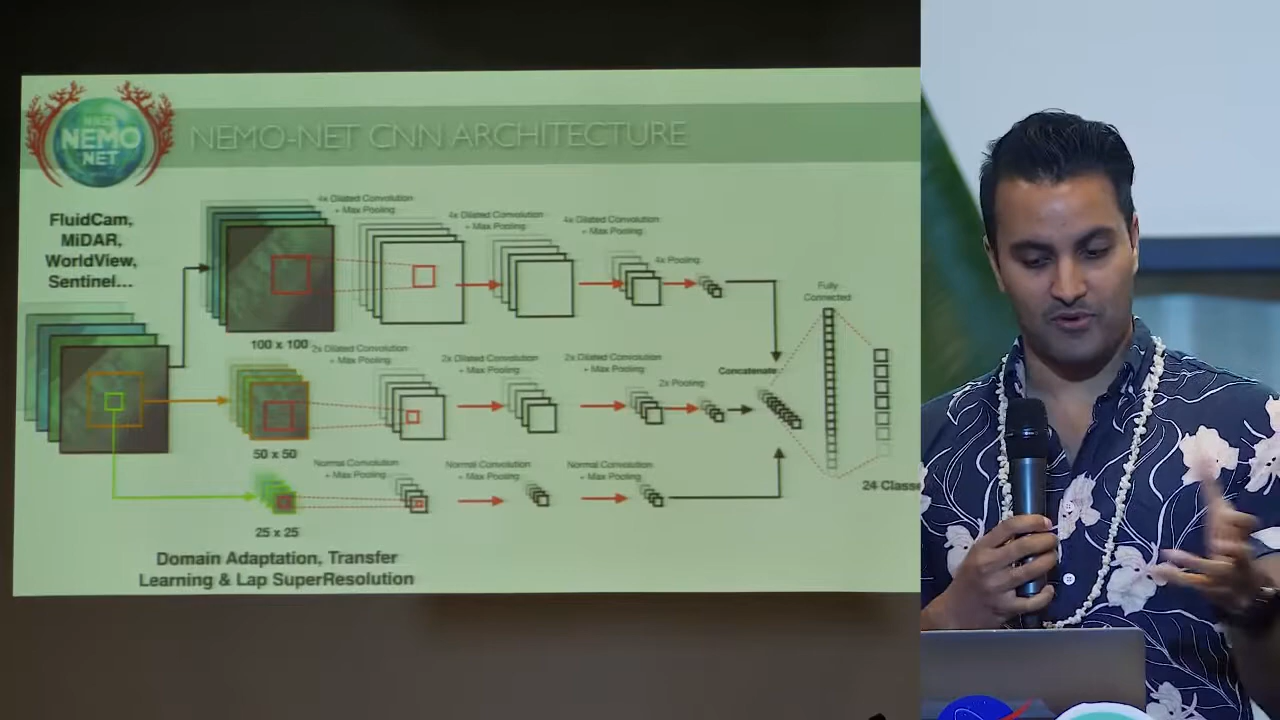 NASA
NEMO
NET
NEMO-NET CNN ARCHITECTURE
FluidCam,
MiDAR,
WorldView,
Sentinel...
4x Dilated Convolution
+ Max Pooling
4x Dilated Convolution
+ Max Pooling
4x Dilated Convolution
+ Max Pooling
4x Pooling
Fully
Connected
100 x 100
2x Dilated Convolution
+ Max Pooling
2x Dilated Convolution
+ Max Pooling
2x Dilated Convolution
+ Max Pooling
2x Pooling
Concatenate
50 x 50
Normal Convolution
+ Max Pooling
Normal Convolution
+ Max Pooling
Normal Convolution
+ Max Pooling
24 Classe
25 x 25
Domain Adaptation, Transfer
Learning & Lap SuperResolution